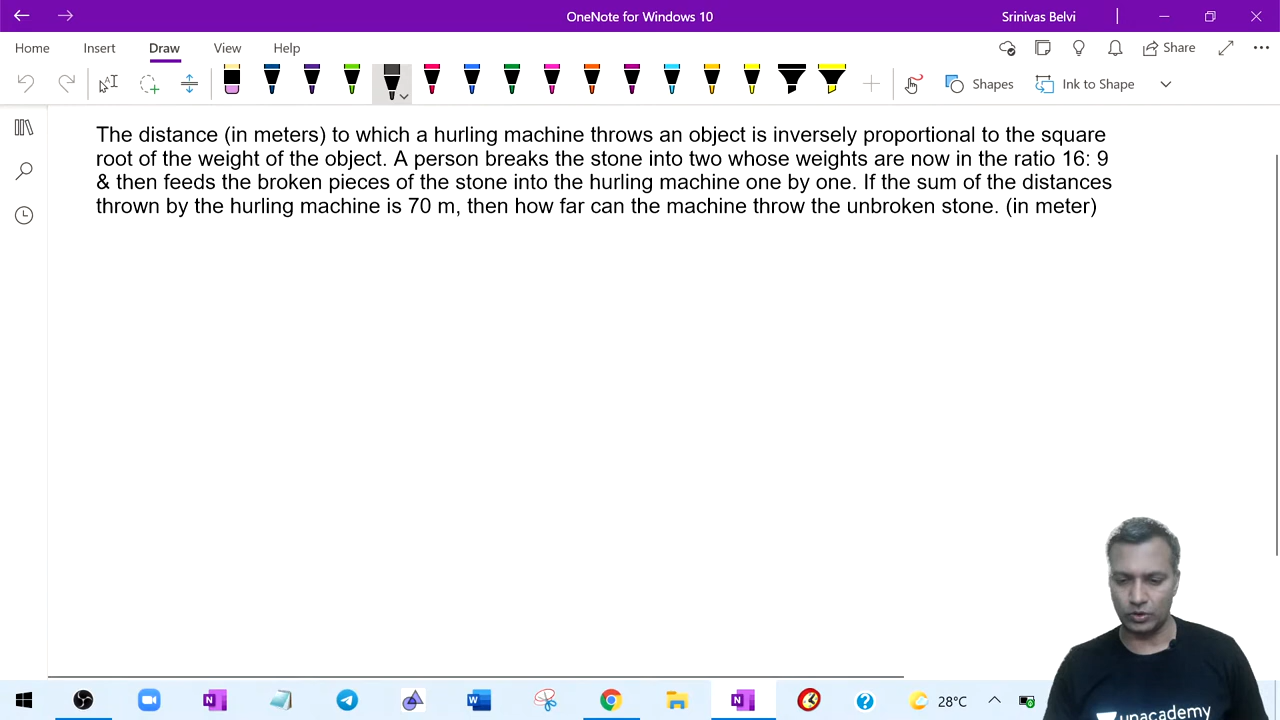 OneNote for Windows 10
Srinivas Belvi
Home Insert Draw View Help
Share
Shapes
Ink to Shape
The distance (in meters) to which a hurling machine throws an object is inversely proportional to the square
root of the weight of the object. A person breaks the stone into two whose weights are now in the ratio 16: 9
& then feeds the broken pieces of the stone into the hurling machine one by one. If the sum of the distances
thrown by the hurling machine is 70 m, then how far can the machine throw the unbroken stone. (in meter)
unacademy
28°C